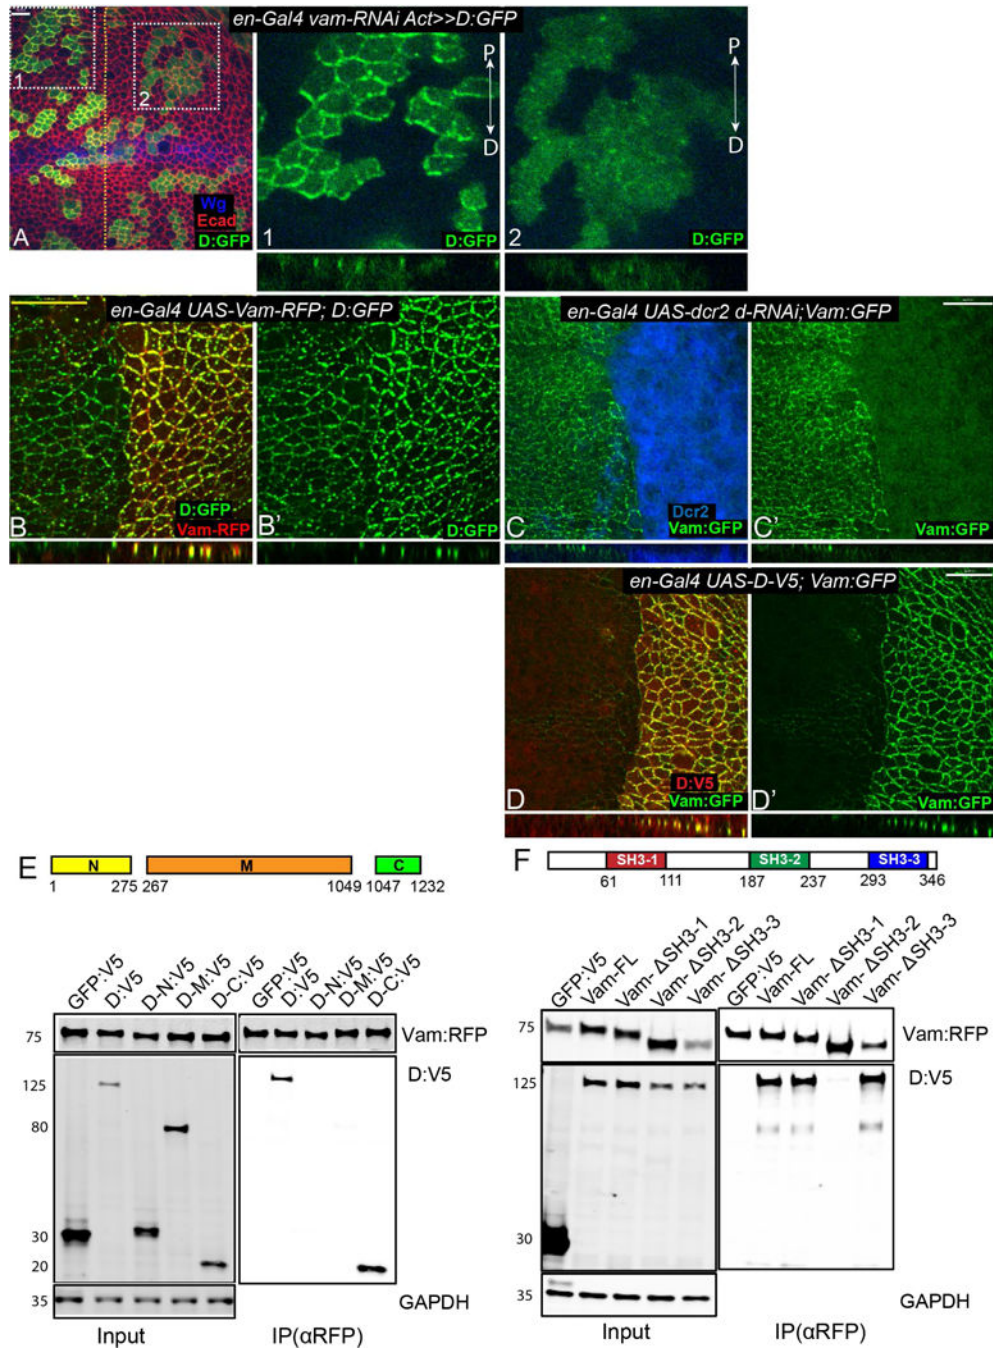 en-Gal4 vam-RNAi Act>>D:GFP
1
2
Wg
Ecad
D:GFP
A
P
D
1
D:GFP
P
D
2
D:GFP
en-Gal4 UAS-Vam-RFP; D:GFP
B
D:GFP
Vam-RFP
B'
D:GFP
en-Gal4 UAS-dcr2 d-RNAi;Vam:GFP
C
Dcr2
Vam:GFP
C'
Vam:GFP
en-Gal4 UAS-D-V5; Vam:GFP
D
D:V5
Vam:GFP
D'
Vam:GFP
E
N M C
1 275 267 1049 1047 1232
GFP:V5 D:V5 D-N:V5 D-M:V5 D-C:V5 GFP:V5 D:V5 D-N:V5 D-M:V5 D-C:V5
75 Vam:RFP
D:V5
125
80
30
20
35 GAPDH
Input IP(αRFP)
F
SH3-1 SH3-2 SH3-3
61 111 187 237 293 346
GFP:V5 Vam-FL Vam- ΔSH3-1 Vam- ΔSH3-2 Vam- ΔSH3-3 GFP:V5 Vam-FL Vam- ΔSH3-1 Vam- ΔSH3-2 Vam- ΔSH3-3
75 Vam:RFP
125 D:V5
30
35 GAPDH
Input IP(αRFP)